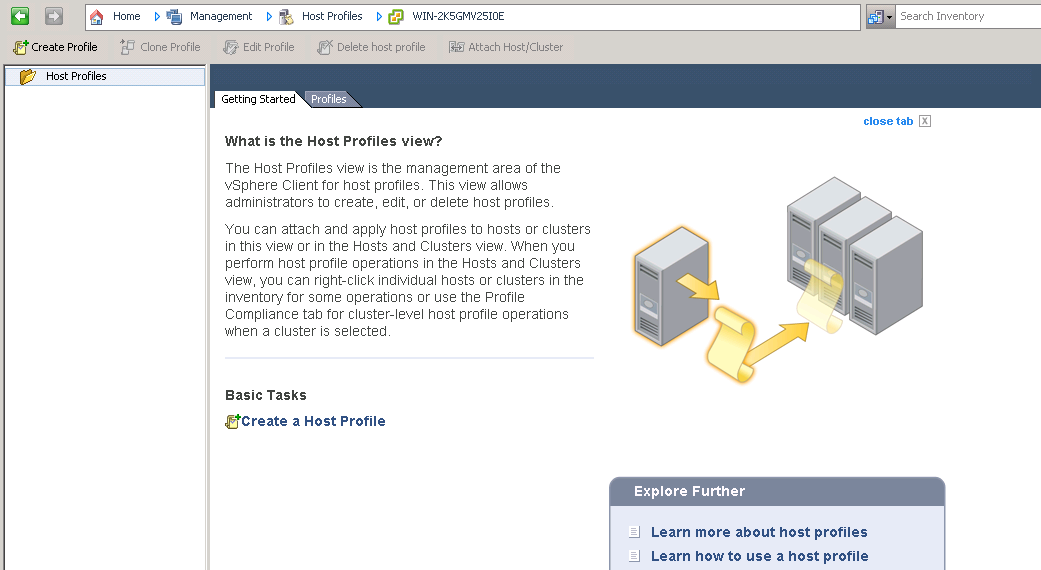 Home Management Host Profiles WIN-2K5GMV25I0E Search Inventory
Create Profile Clone Profile Edit Profile Delete host profile Attach Host/Cluster
Host Profiles
Getting Started Profiles
close tab X
What is the Host Profiles view?
The Host Profiles view is the management area of the
vSphere Client for host profiles. This view allows
administrators to create, edit, or delete host profiles.
You can attach and apply host profiles to hosts or clusters
in this view or in the Hosts and Clusters view. When you
perform host profile operations in the Hosts and Clusters
view, you can right-click individual hosts or clusters in the
inventory for some operations or use the Profile
Compliance tab for cluster-level host profile operations
when a cluster is selected.
Basic Tasks
Create a Host Profile
Explore Further
Learn more about host profiles
Learn how to use a host profile